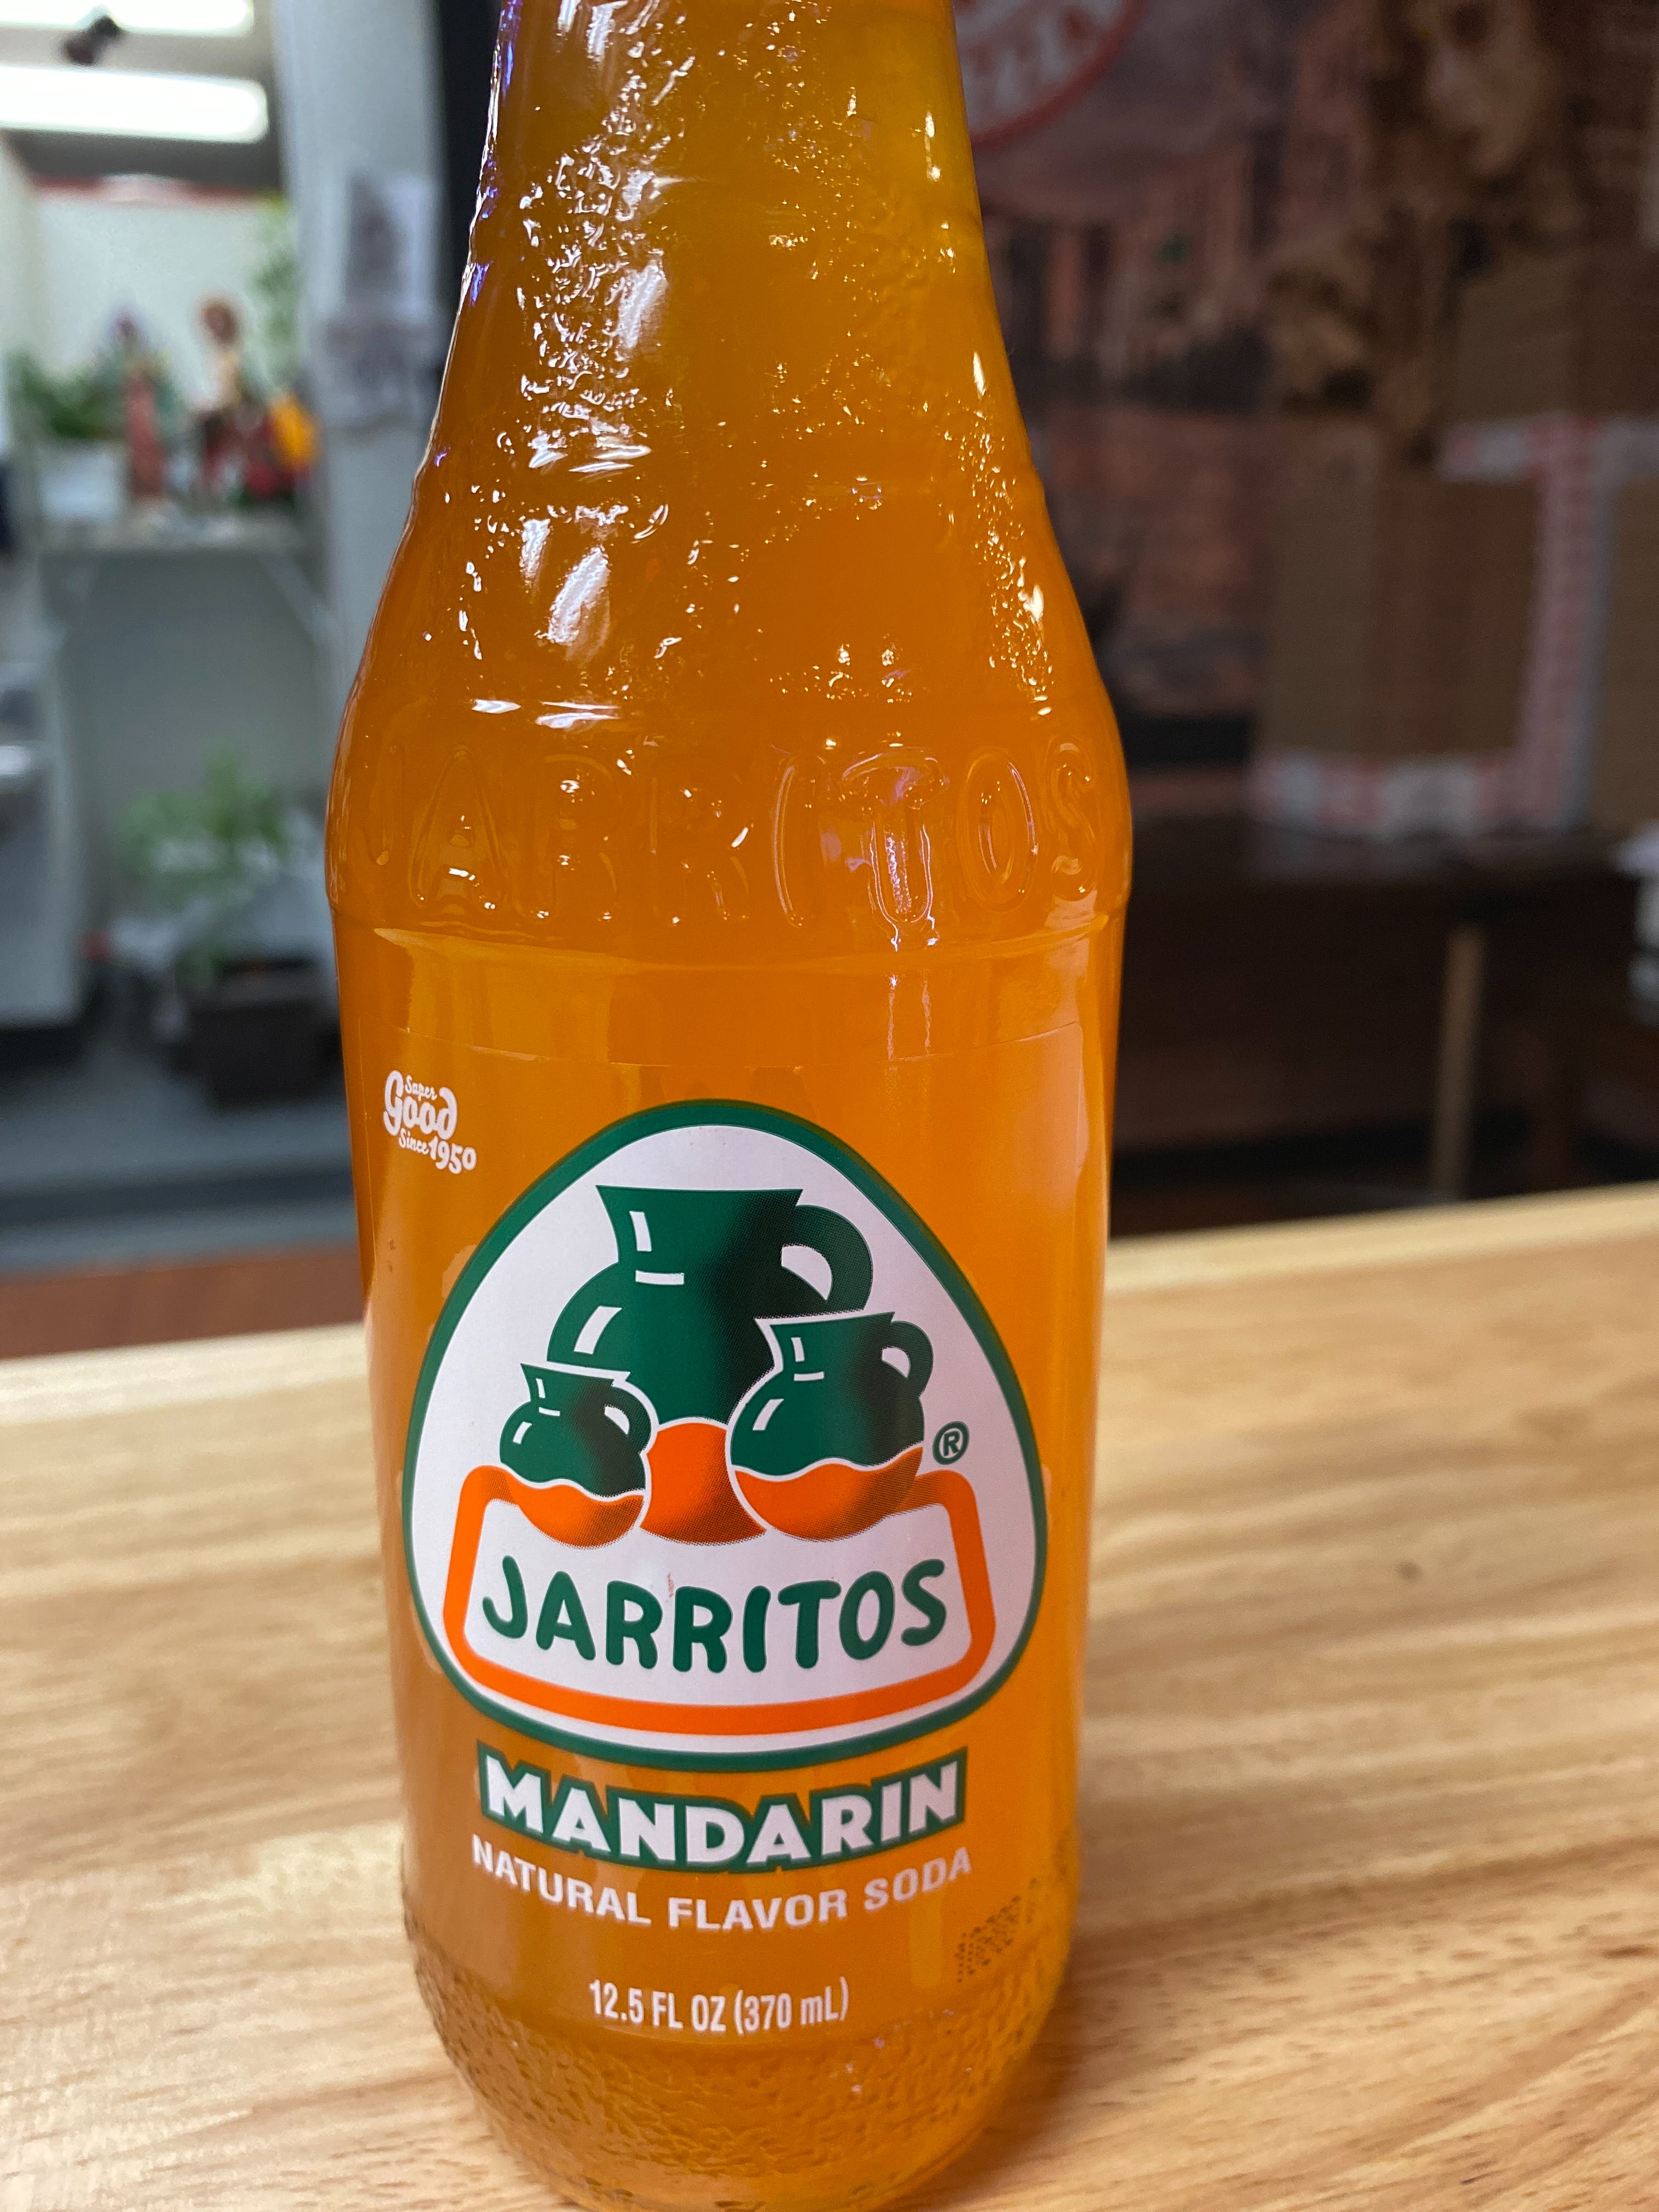 JARRITOS
Super
Good
Since 1950
®
JARRITOS
MANDARIN
NATURAL FLAVOR SODA
12.5 FL OZ (370 mL)